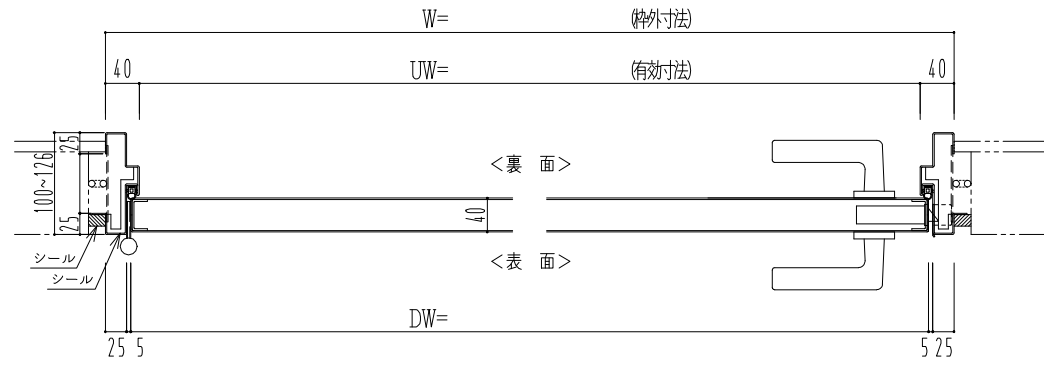 W= (枠外寸法)
40 UW= (有効寸法) 40
25
100~126
25
<裏 面>
40
<表 面>
シール
シール
DW=
25 5 5 25